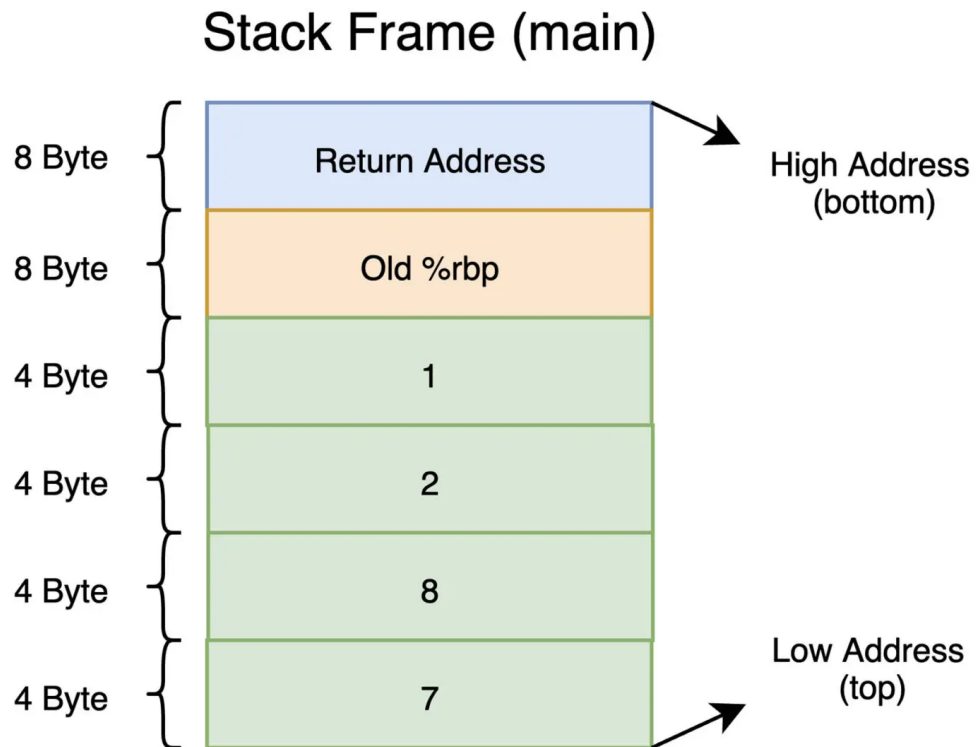 Stack Frame (main)
8 Byte
Return Address
High Address
(bottom)
8 Byte
Old %rbp
4 Byte
1
4 Byte
2
4 Byte
8
Low Address
(top)
4 Byte
7